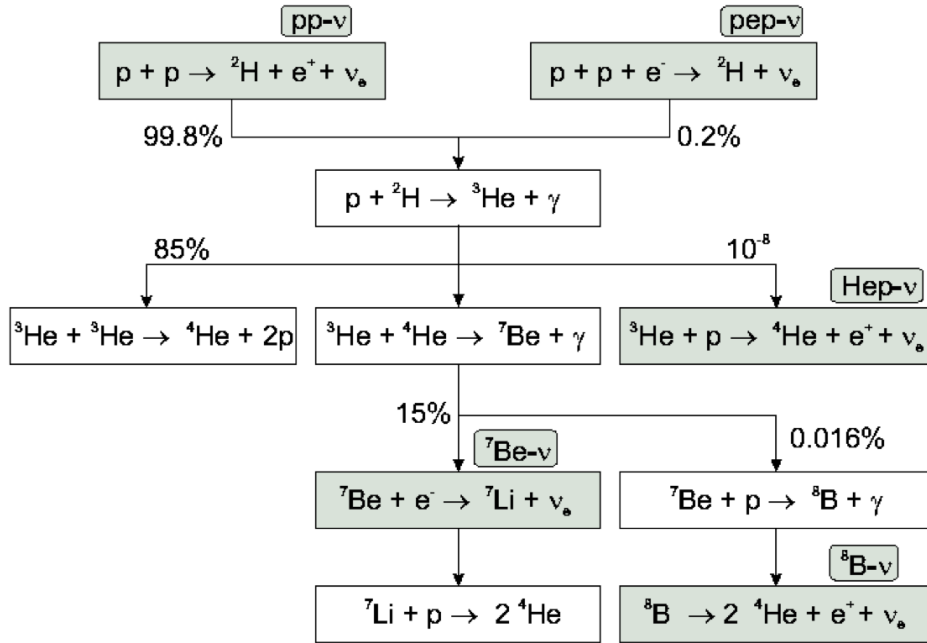 pp-ν
pep-ν
p + p → ²H + e⁺ + νₑ
p + p + e⁻ → ²H + νₑ
99.8%
0.2%
p + ²H → ³He + γ
85%
10⁻⁸
Hep-ν
³He + ³He → ⁴He + 2p
³He + ⁴He → ⁷Be + γ
³He + p → ⁴He + e⁺ + νₑ
15%
0.016%
⁷Be-ν
⁷Be + e⁻ → ⁷Li + νₑ
⁷Be + p → ⁸B + γ
⁸B-ν
⁷Li + p → 2 ⁴He
⁸B → 2 ⁴He + e⁺ + νₑ